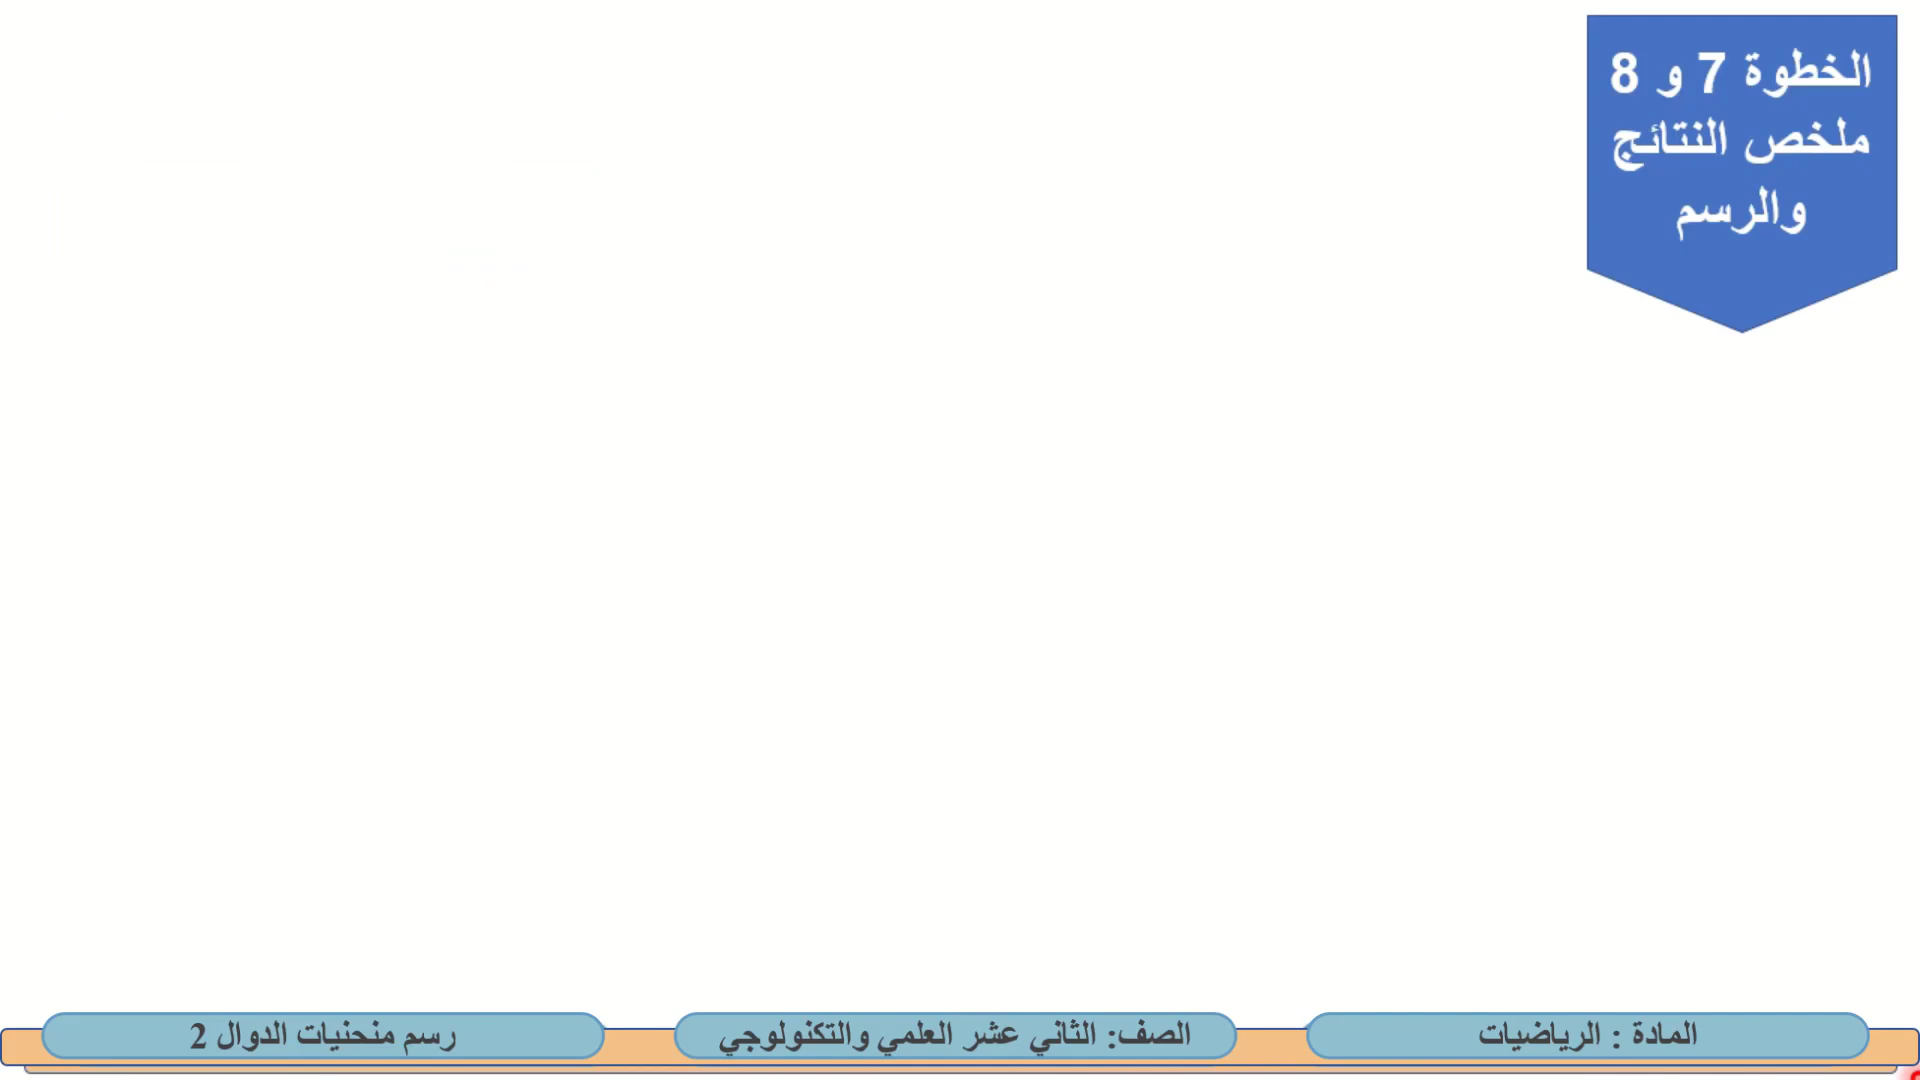 الخطوة 7 و 8
ملخص النتائج
والرسم
المادة : الرياضيات
الصف: الثاني عشر العلمي والتكنولوجي
رسم منحنيات الدوال 2